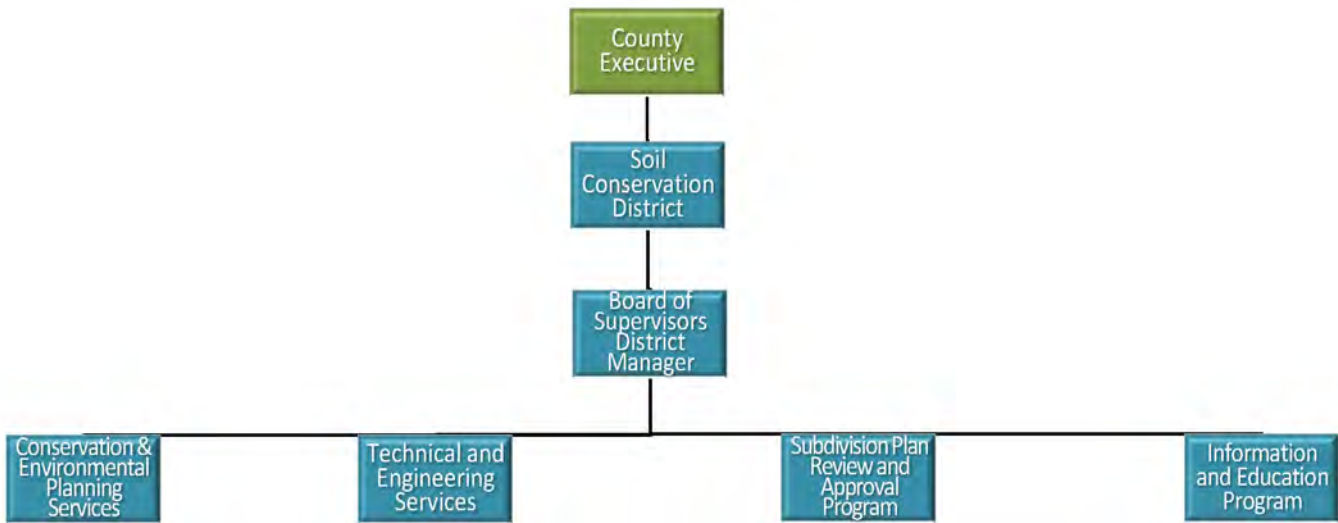 County
Executive
Soil
Conservation
District
Board of
Supervisors
District
Manager
Conservation &
Environmental
Planning
Services
Technical and
Engineering
Services
Subdivision Plan
Review and
Approval
Program
Information
and Education
Program